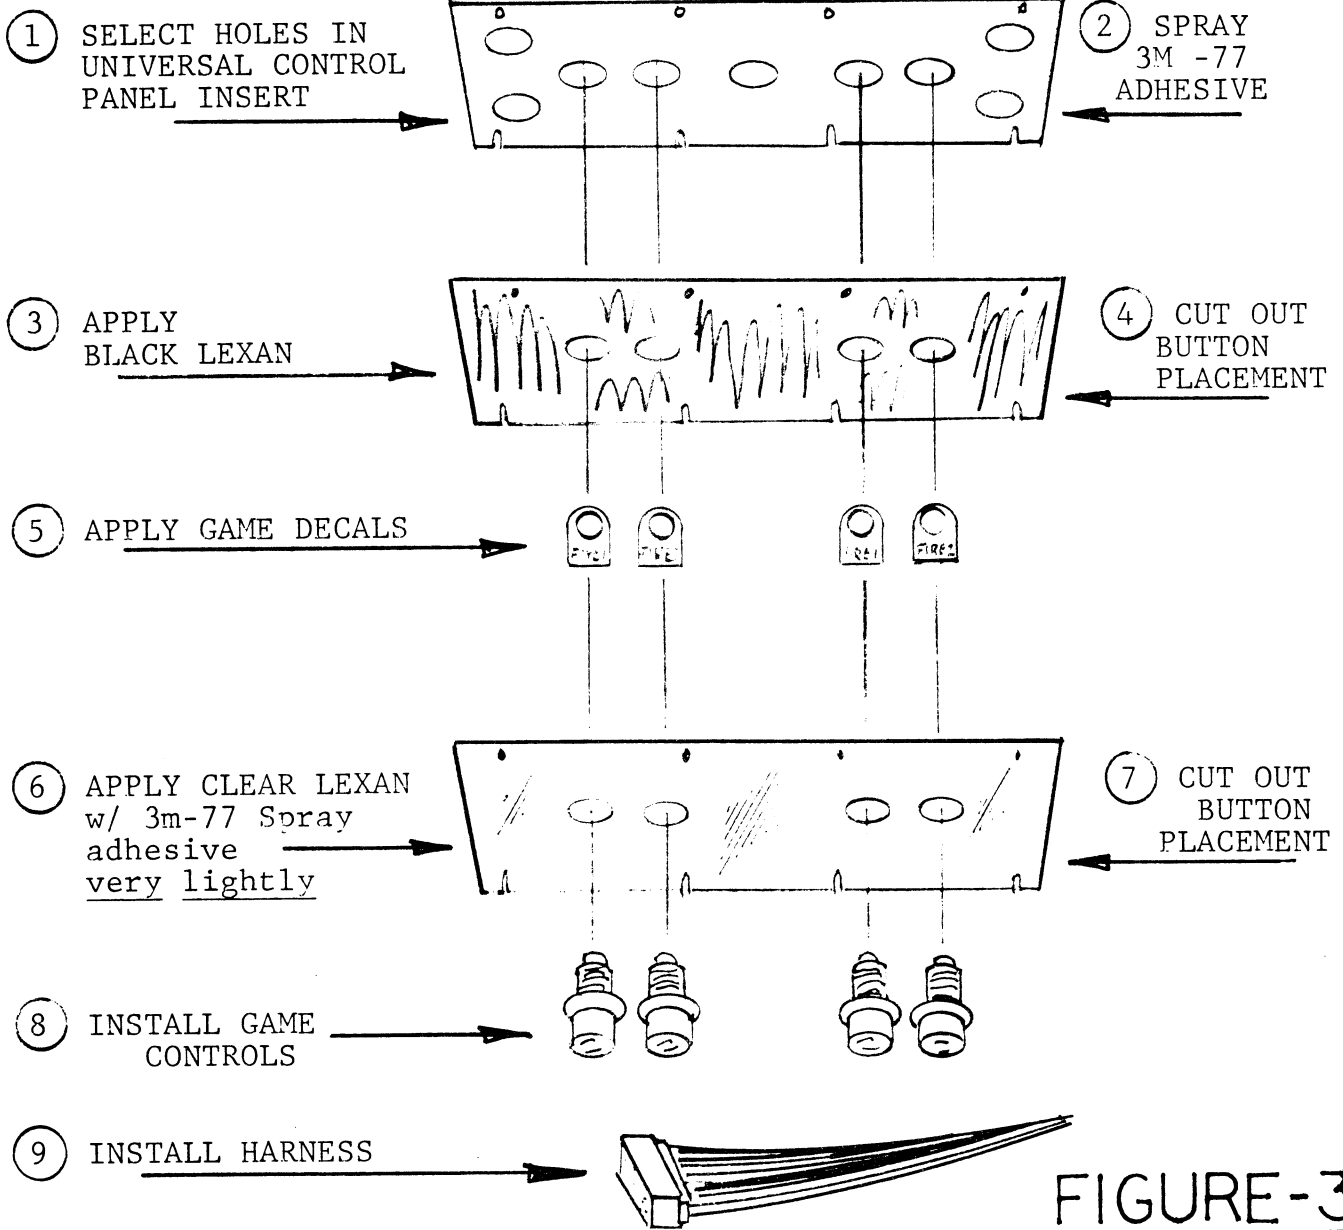 1 SELECT HOLES IN
UNIVERSAL CONTROL
PANEL INSERT
2 SPRAY
3M -77
ADHESIVE
3 APPLY
BLACK LEXAN
4 CUT OUT
BUTTON
PLACEMENT
5 APPLY GAME DECALS
FIRE2
6 APPLY CLEAR LEXAN
w/ 3m-77 Spray
adhesive
very lightly
7 CUT OUT
BUTTON
PLACEMENT
8 INSTALL GAME
CONTROLS
9 INSTALL HARNESS
FIGURE-3